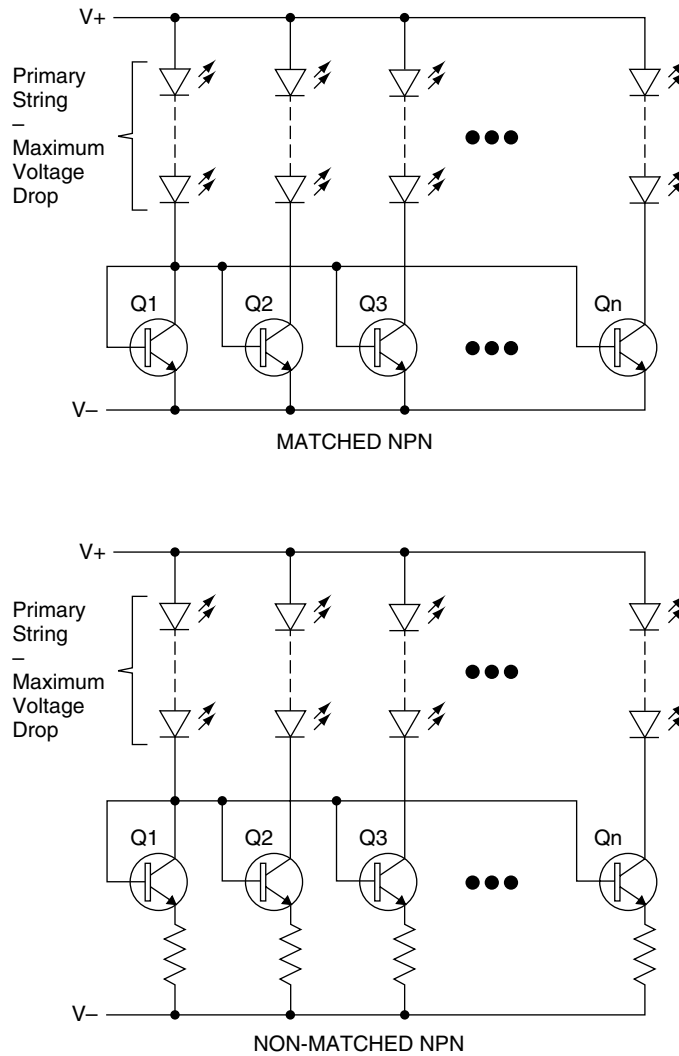 V+
Primary
String
–
Maximum
Voltage
Drop
Q1
Q2
Q3
Qn
V–
MATCHED NPN
V+
Primary
String
–
Maximum
Voltage
Drop
Q1
Q2
Q3
Qn
V–
NON-MATCHED NPN